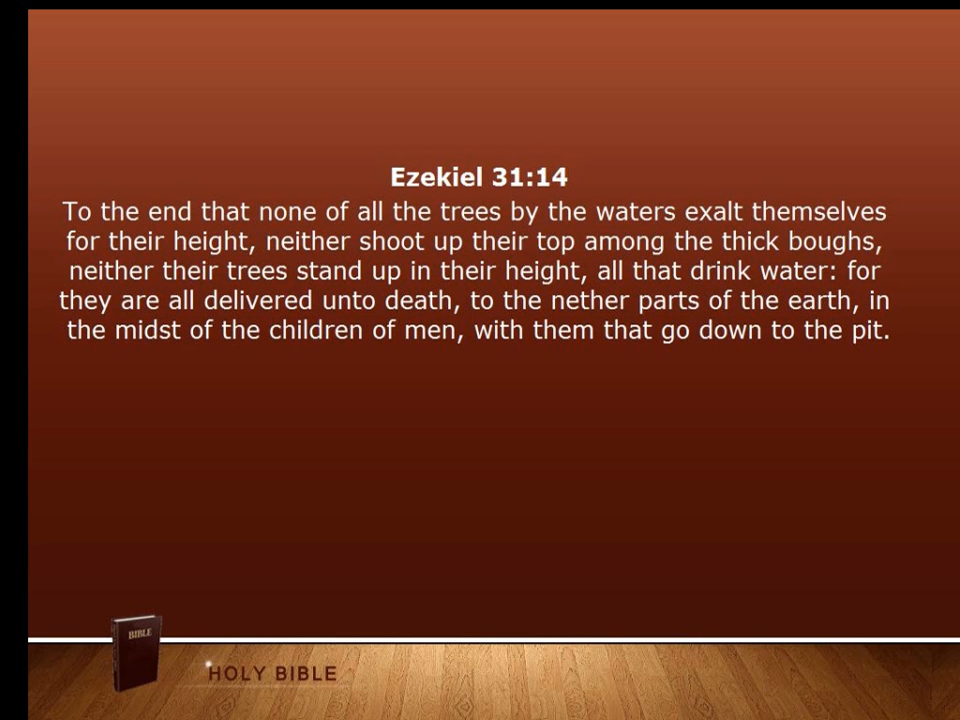 Ezekiel 31:14
To the end that none of all the trees by the waters exalt themselves
for their height, neither shoot up their top among the thick boughs,
neither their trees stand up in their height, all that drink water: for
they are all delivered unto death, to the nether parts of the earth, in
the midst of the children of men, with them that go down to the pit.
BIBLE
HOLY BIBLE